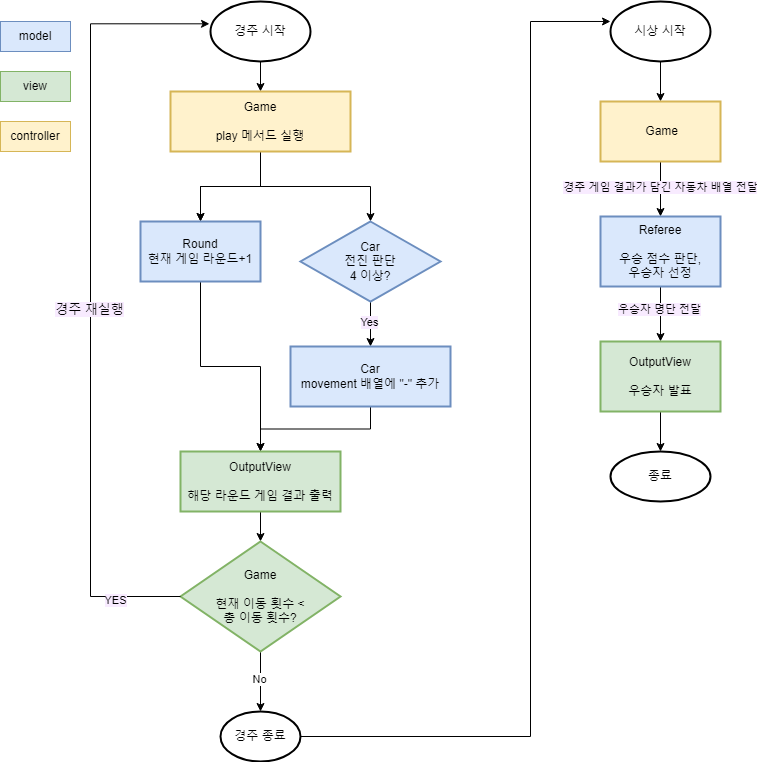 model
view
controller
경주 시작
Game
play 메서드 실행
Round
현재 게임 라운드+1
Car
전진 판단
4 이상?
Yes
Car
movement 배열에 "-" 추가
경주 재실행
OutputView
해당 라운드 게임 결과 출력
Game
현재 이동 횟수 <
총 이동 횟수?
YES
No
경주 종료
시상 시작
Game
경주 게임 결과가 담긴 자동차 배열 전달
Referee
우승 점수 판단,
우승자 선정
우승자 명단 전달
OutputView
우승자 발표
종료